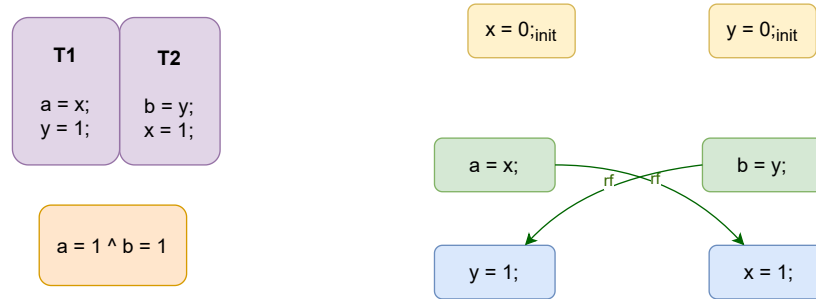 T1
a = x;
y = 1;
T2
b = y;
x = 1;
a = 1 ^ b = 1
x = 0;init
y = 0;init
a = x;
b = y;
rf
rf
y = 1;
x = 1;